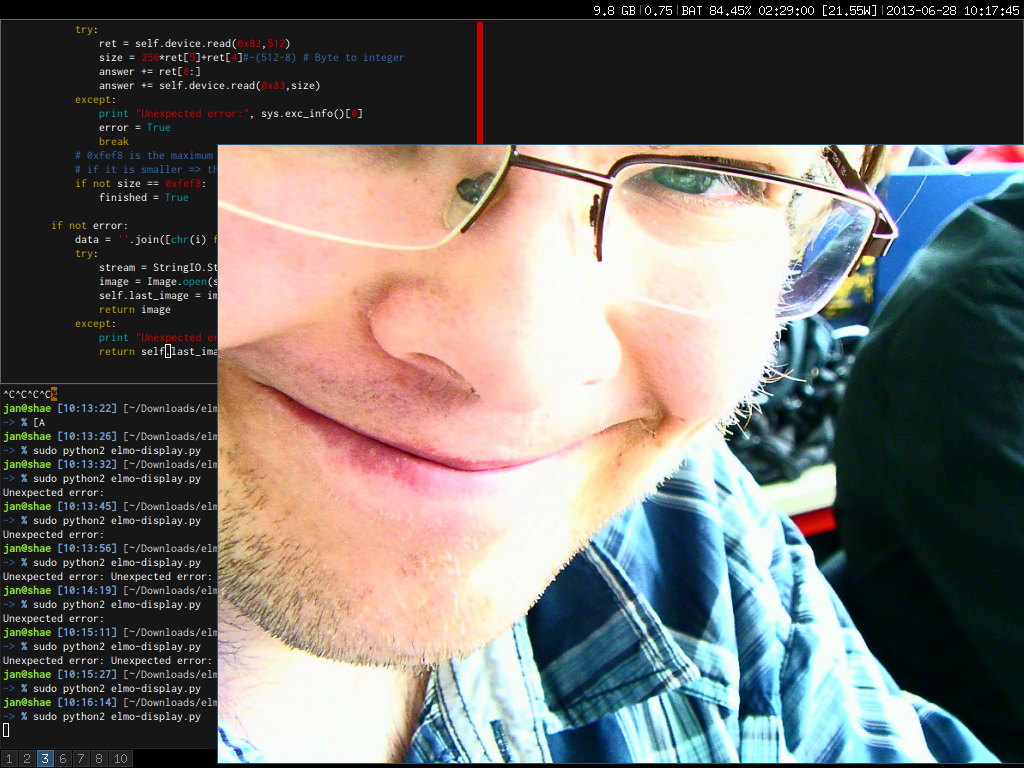 9.8 GB|0.75|BAT 84.45% 02:29:00 [21.55W]|2013-06-28 10:17:45
try:
ret = self.device.read(0x83,512)
size = 256*ret[5]+ret[4]#-(512-8) # Byte to integer
answer += ret[8:]
answer += self.device.read(0x83,size)
except:
print "Unexpected error:", sys.exc_info()[0]
error = True
break
# 0xfef8 is the maximum
# if it is smaller => th
if not size == 0xfef8:
finished = True
if not error:
data = ''.join([chr(i) f
try:
stream = StringIO.St
image = Image.open(s
self.last_image = im
return image
except:
print "Unexpected er
return self.last_ima
^C^C^C^C
jan@shae [10:13:22] [~/Downloads/elm
-> % [A
jan@shae [10:13:26] [~/Downloads/elm
-> % sudo python2 elmo-display.py
jan@shae [10:13:32] [~/Downloads/elm
-> % sudo python2 elmo-display.py
Unexpected error:
jan@shae [10:13:45] [~/Downloads/elm
-> % sudo python2 elmo-display.py
Unexpected error:
jan@shae [10:13:56] [~/Downloads/elm
-> % sudo python2 elmo-display.py
Unexpected error: Unexpected error:
jan@shae [10:14:19] [~/Downloads/elm
-> % sudo python2 elmo-display.py
Unexpected error:
jan@shae [10:15:11] [~/Downloads/elm
-> % sudo python2 elmo-display.py
Unexpected error: Unexpected error:
jan@shae [10:15:27] [~/Downloads/elm
-> % sudo python2 elmo-display.py
jan@shae [10:16:14] [~/Downloads/elm
-> % sudo python2 elmo-display.py
1 2 3 6 7 8 10